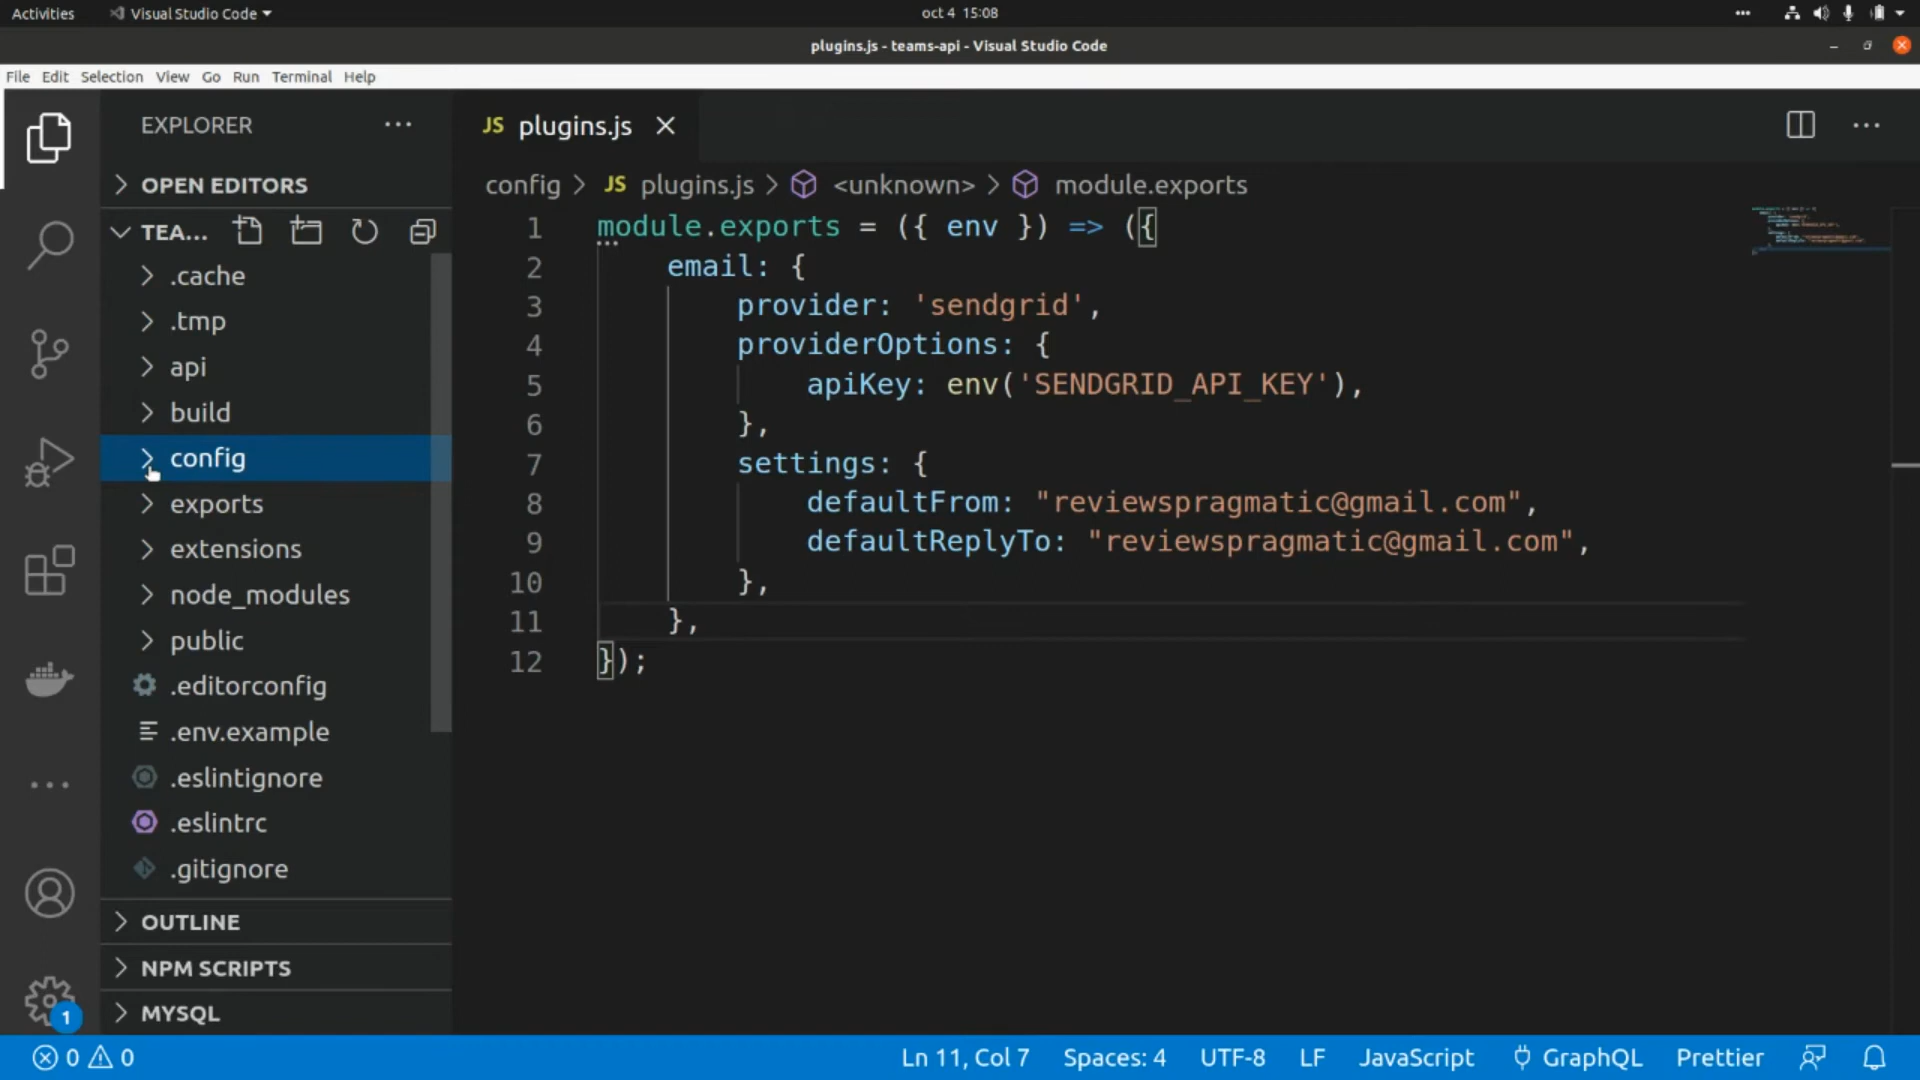 Activities Visual Studio Code oct 4 15:08
plugins.js - teams-api - Visual Studio Code
File Edit Selection View Go Run Terminal Help
EXPLORER
OPEN EDITORS
TEA...
.cache
.tmp
api
build
config
exports
extensions
node_modules
public
.editorconfig
.env.example
.eslintignore
.eslintrc
.gitignore
OUTLINE
NPM SCRIPTS
MYSQL
1
JS plugins.js
config > JS plugins.js > <unknown> > module.exports
1 module.exports = ({ env }) => ({
2 email: {
3 provider: 'sendgrid',
4 providerOptions: {
5 apiKey: env('SENDGRID_API_KEY'),
6 },
7 settings: {
8 defaultFrom: "reviewspragmatic@gmail.com",
9 defaultReplyTo: "reviewspragmatic@gmail.com",
10 },
11 },
12 });
0 0 Ln 11, Col 7 Spaces: 4 UTF-8 LF JavaScript GraphQL Prettier